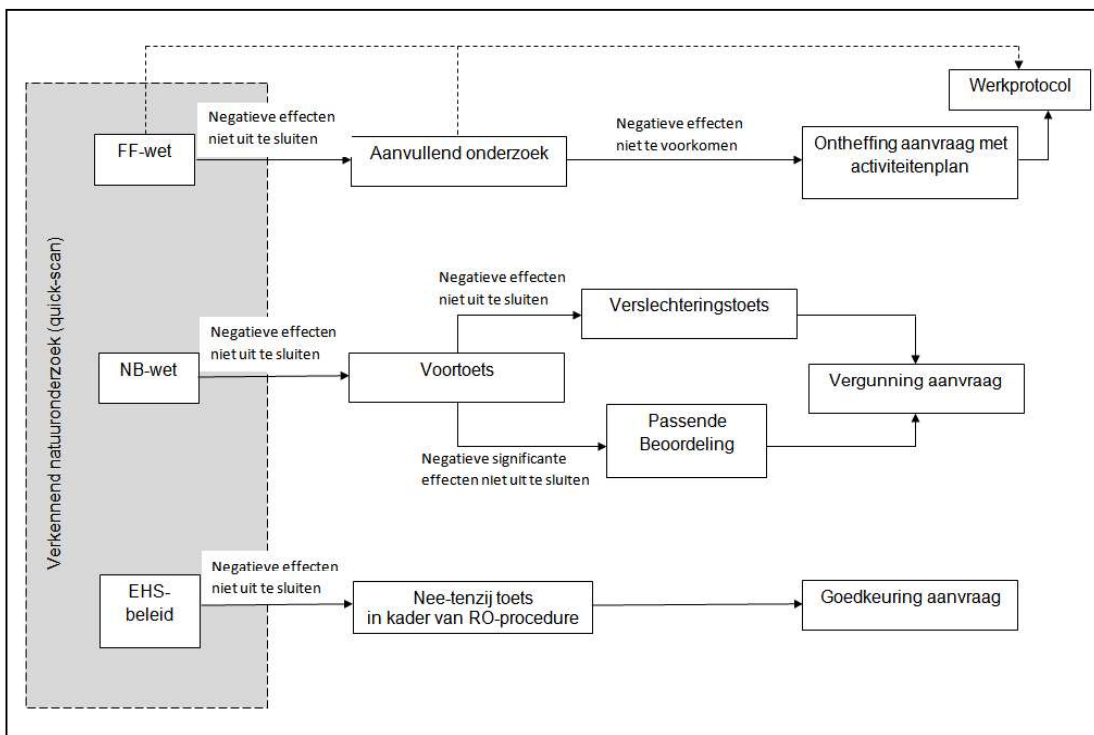 Verkennend natuuronderzoek (quick-scan)
FF-wet
Negatieve effecten
niet uit te sluiten
Aanvullend onderzoek
Negatieve effecten
niet te voorkomen
Ontheffing aanvraag met
activiteitenplan
Werkprotocol
NB-wet
Negatieve effecten
niet uit te sluiten
Voortoets
Negatieve effecten
niet uit te sluiten
Verslechteringstoets
Negatieve significante
effecten niet uit te sluiten
Passende
Beoordeling
Vergunning aanvraag
EHS-
beleid
Negatieve effecten
niet uit te sluiten
Nee-tenzij toets
in kader van RO-procedure
Goedkeuring aanvraag